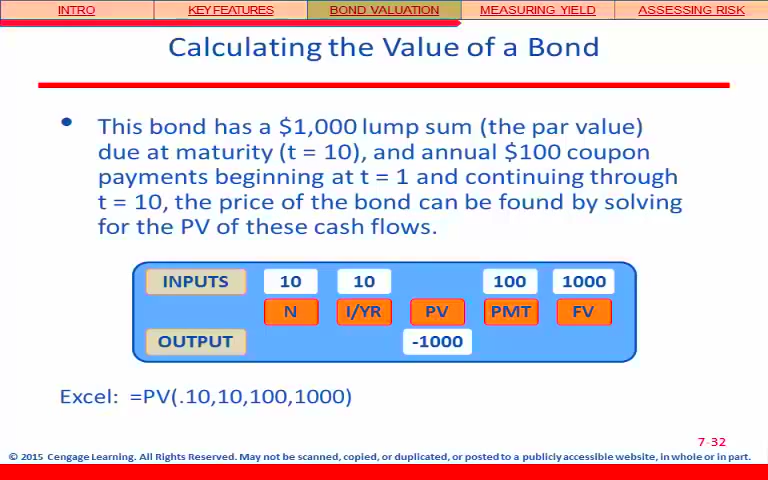 INTRO KEY FEATURES BOND VALUATION MEASURING YIELD ASSESSING RISK
Calculating the Value of a Bond
• This bond has a $1,000 lump sum (the par value)
due at maturity (t = 10), and annual $100 coupon
payments beginning at t = 1 and continuing through
t = 10, the price of the bond can be found by solving
for the PV of these cash flows.
INPUTS 10 10 100 1000
N I/YR PV PMT FV
OUTPUT -1000
Excel: =PV(.10,10,100,1000)
7-32
© 2015 Cengage Learning. All Rights Reserved. May not be scanned, copied, or duplicated, or posted to a publicly accessible website, in whole or in part.